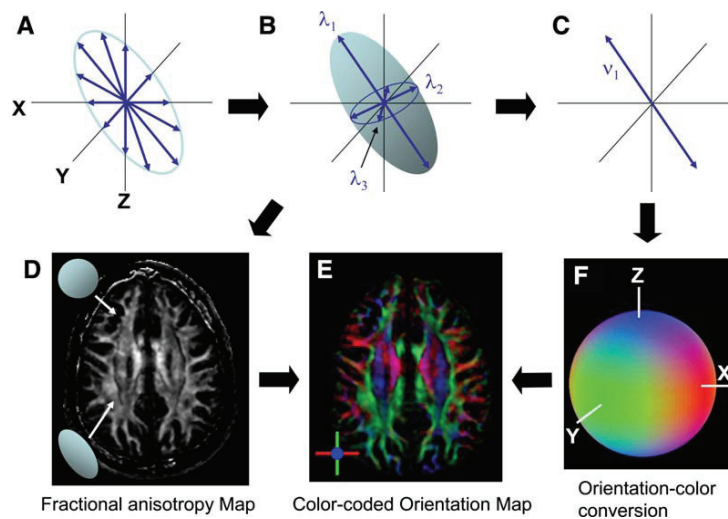 A
X
Y
Z
B
λ1
λ2
λ3
C
ν1
D
Fractional anisotropy Map
E
Color-coded Orientation Map
F
Z
X
Y
Orientation-color
conversion